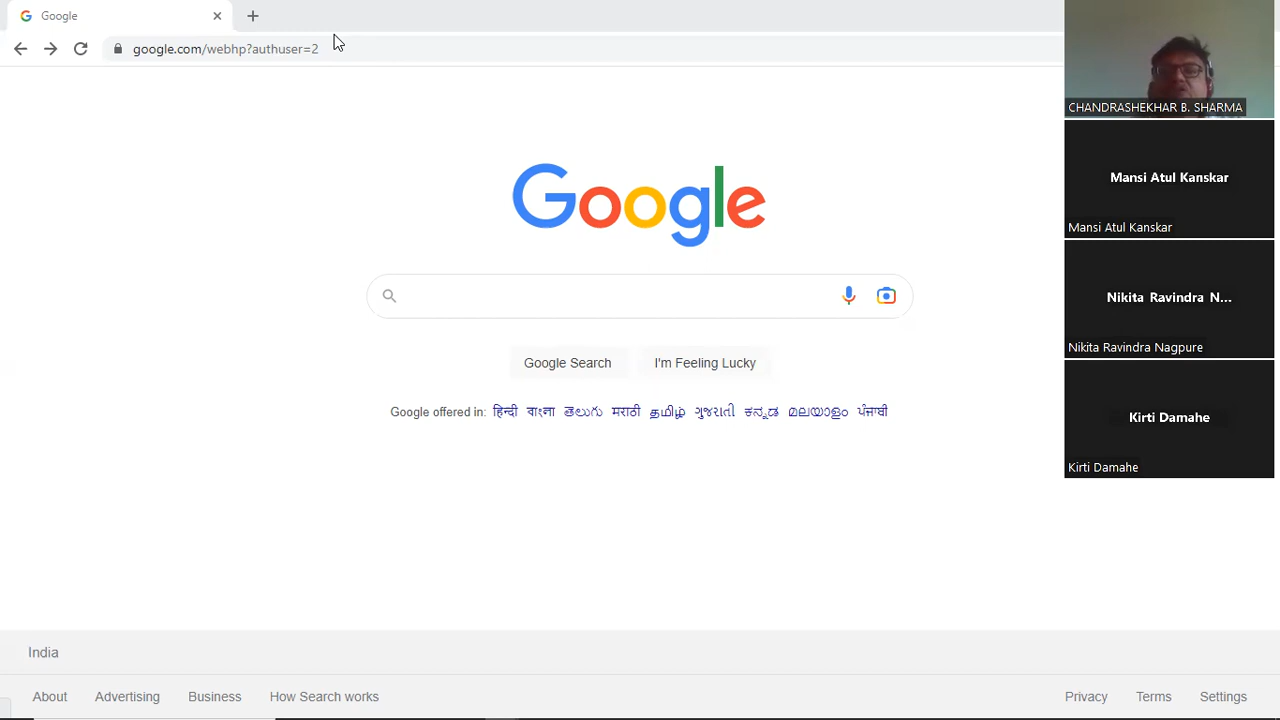 Google
google.com/webhp?authuser=2
Google
Google Search
I'm Feeling Lucky
Google offered in: हिन्दी বাংলা తెలుగు मराठी தமிழ் ગુજરાતી ಕನ್ನಡ മലയാളം ਪੰਜਾਬੀ
India
About
Advertising
Business
How Search works
Privacy
Terms
Settings
CHANDRASHEKHAR B. SHARMA
Mansi Atul Kanskar
Mansi Atul Kanskar
Nikita Ravindra N...
Nikita Ravindra Nagpure
Kirti Damahe
Kirti Damahe